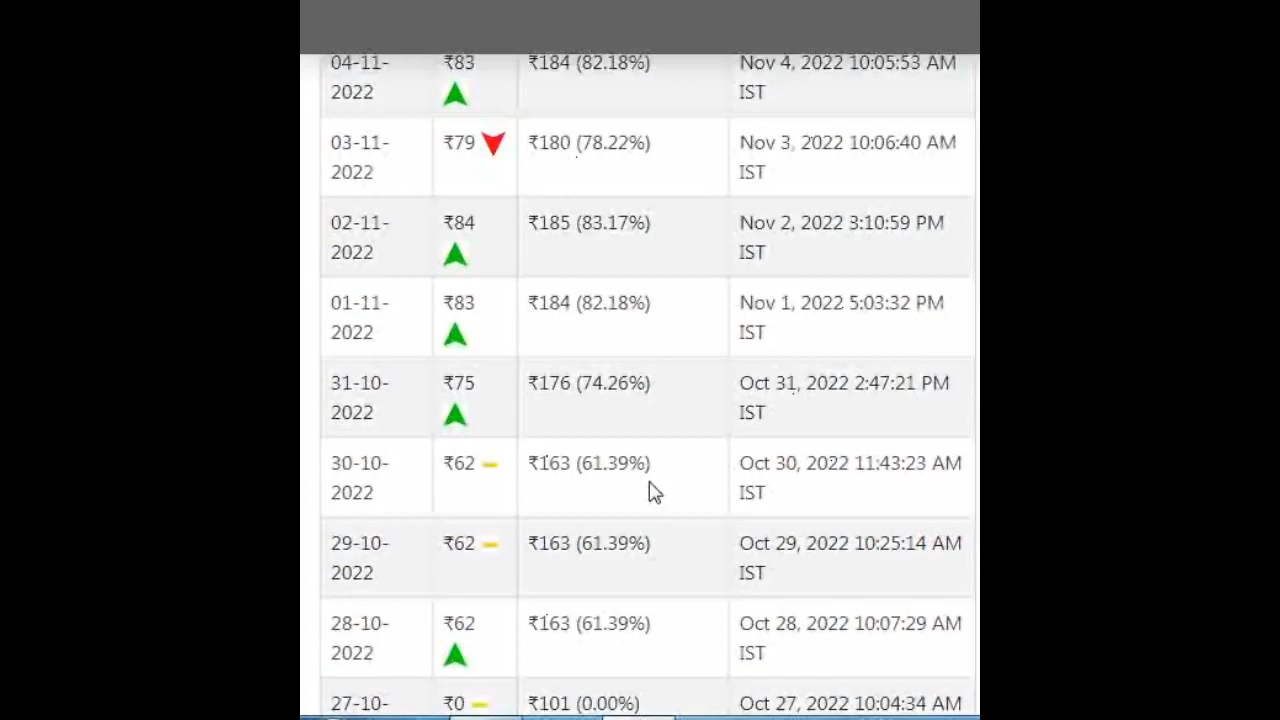 04-11- ₹83 ₹184 (82.18%) Nov 4, 2022 10:05:53 AM
2022 IST
03-11- ₹79 ₹180 (78.22%) Nov 3, 2022 10:06:40 AM
2022 IST
02-11- ₹84 ₹185 (83.17%) Nov 2, 2022 3:10:59 PM
2022 IST
01-11- ₹83 ₹184 (82.18%) Nov 1, 2022 5:03:32 PM
2022 IST
31-10- ₹75 ₹176 (74.26%) Oct 31, 2022 2:47:21 PM
2022 IST
30-10- ₹62 ₹163 (61.39%) Oct 30, 2022 11:43:23 AM
2022 IST
29-10- ₹62 ₹163 (61.39%) Oct 29, 2022 10:25:14 AM
2022 IST
28-10- ₹62 ₹163 (61.39%) Oct 28, 2022 10:07:29 AM
2022 IST
27-10- ₹0 ₹101 (0.00%) Oct 27, 2022 10:04:34 AM